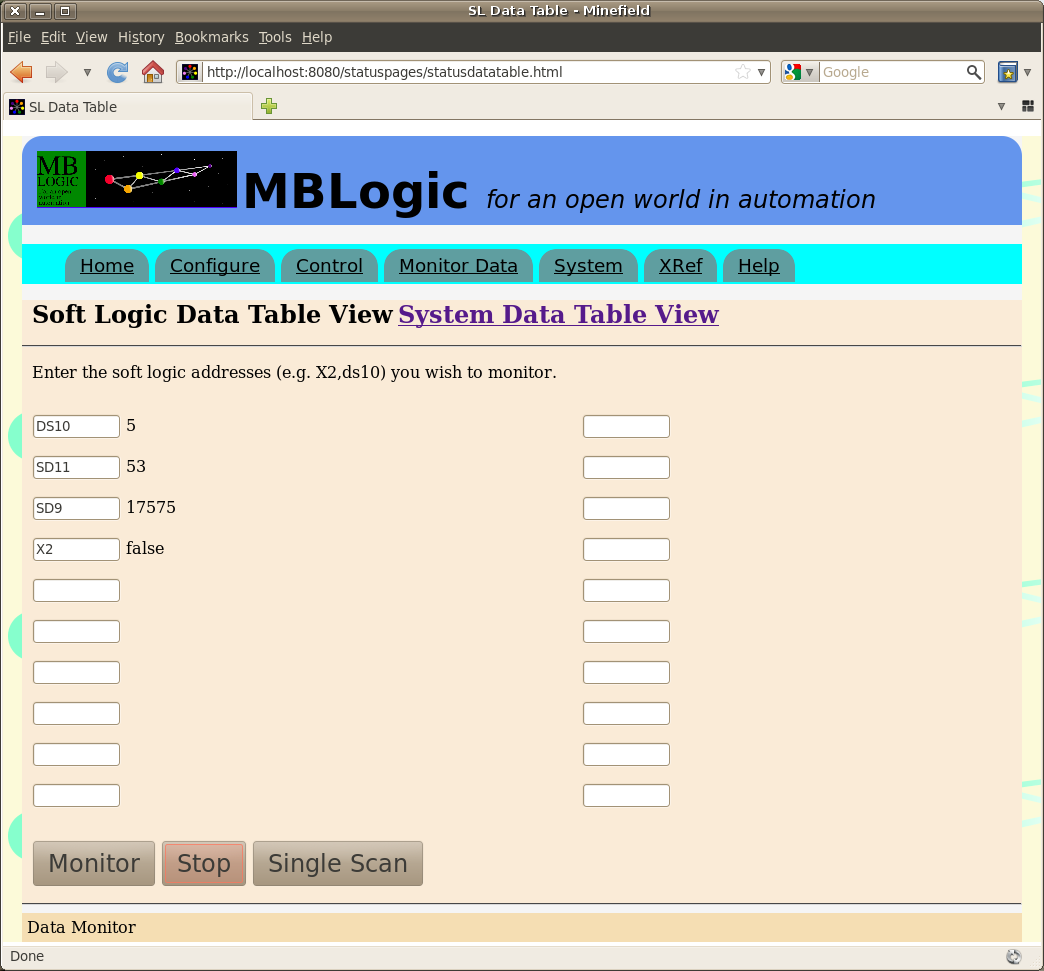 SL Data Table - Minefield
File Edit View History Bookmarks Tools Help
http://localhost:8080/statuspages/statusdatatable.html Google
SL Data Table
MB
LOGIC
MBLogic for an open world in automation
Home Configure Control Monitor Data System XRef Help
Soft Logic Data Table View System Data Table View
Enter the soft logic addresses (e.g. X2,ds10) you wish to monitor.
DS10 5
SD11 53
SD9 17575
X2 false
Monitor Stop Single Scan
Data Monitor
Done